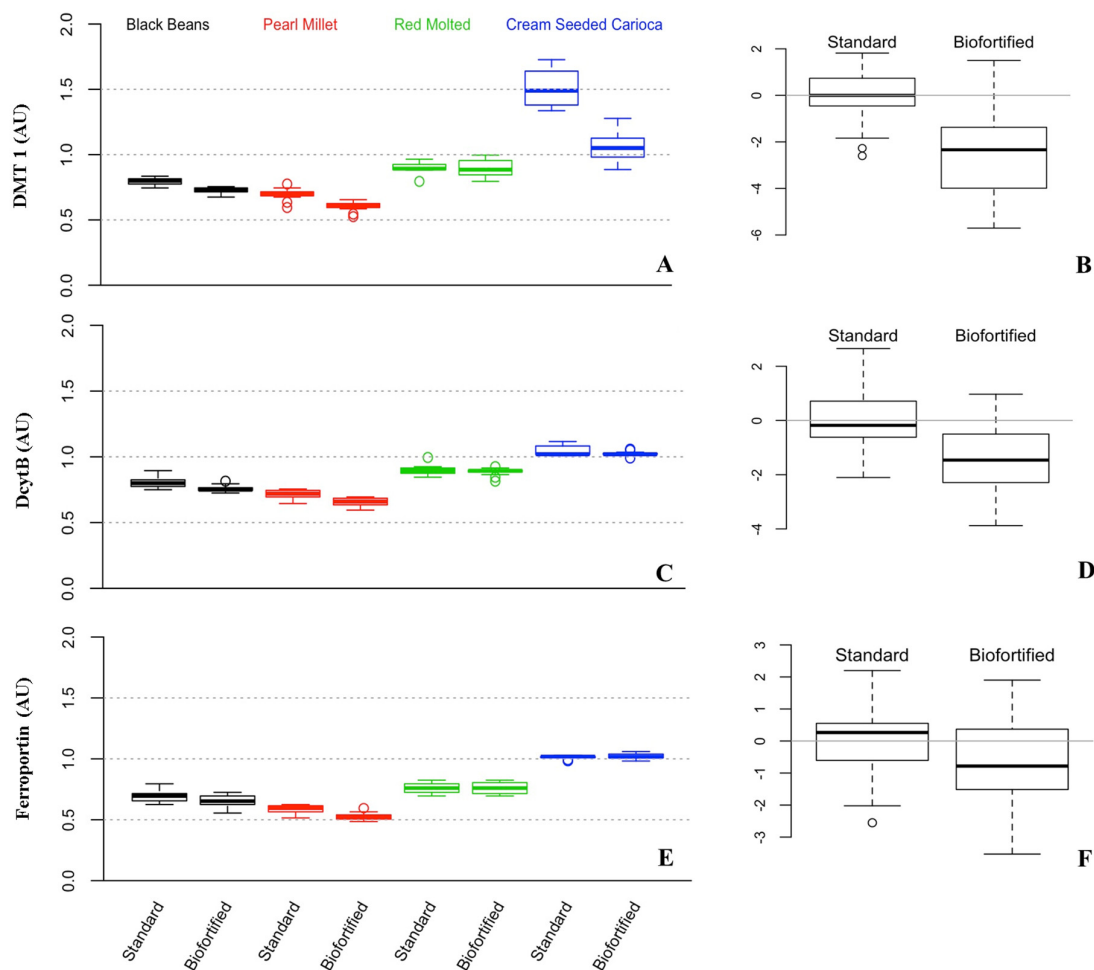 Black Beans Pearl Millet Red Molted Cream Seeded Carioca
DMT 1 (AU)
0.0 0.5 1.0 1.5 2.0
A
Standard Biofortified
-6 -4 -2 0 2
B
DcytB (AU)
0.0 0.5 1.0 1.5 2.0
C
Standard Biofortified
-4 -2 0 2
D
Ferroportin (AU)
0.0 0.5 1.0 1.5 2.0
E
Standard Biofortified Standard Biofortified Standard Biofortified Standard Biofortified
Standard Biofortified
-3 -2 -1 0 1 2 3
F